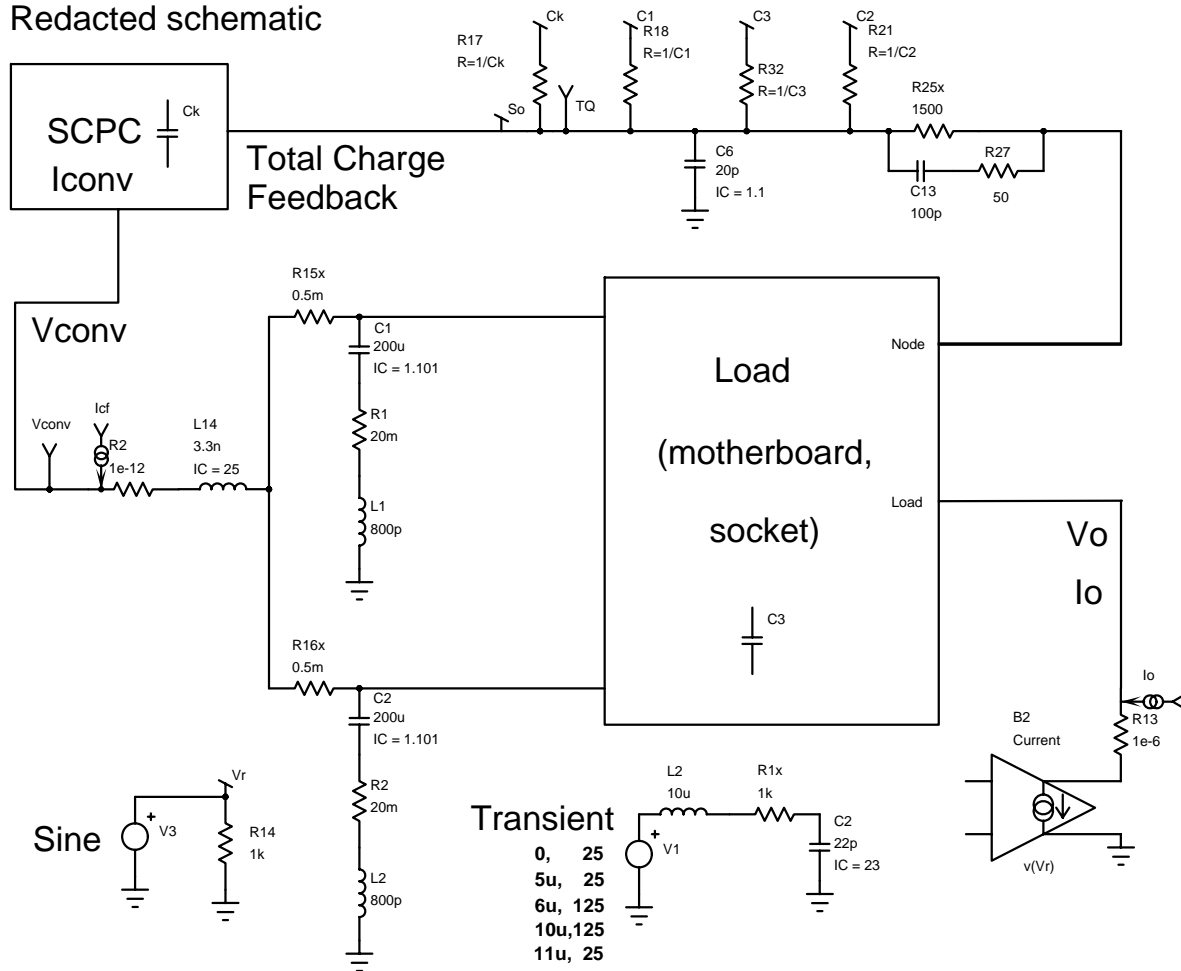 Redacted schematic
Ck
C1
C3
C2
R17
R=1/Ck
R18
R=1/C1
R32
R=1/C3
R21
R=1/C2
R25x
1500
So
TQ
SCPC
Iconv
Ck
Total Charge
Feedback
C6
20p
IC = 1.1
C13
100p
R27
50
R15x
0.5m
Vconv
C1
200u
IC = 1.101
R1
20m
L1
800p
Vconv
Icf
R2
1e-12
L14
3.3n
IC = 25
Load
(motherboard,
socket)
Node
Load
C3
Vo
Io
R16x
0.5m
C2
200u
IC = 1.101
R2
20m
L2
800p
Io
R13
1e-6
B2
Current
v(Vr)
Sine
V3
+
Vr
R14
1k
Transient
0, 25
5u, 25
6u, 125
10u,125
11u, 25
+
V1
L2
10u
R1x
1k
C2
22p
IC = 23